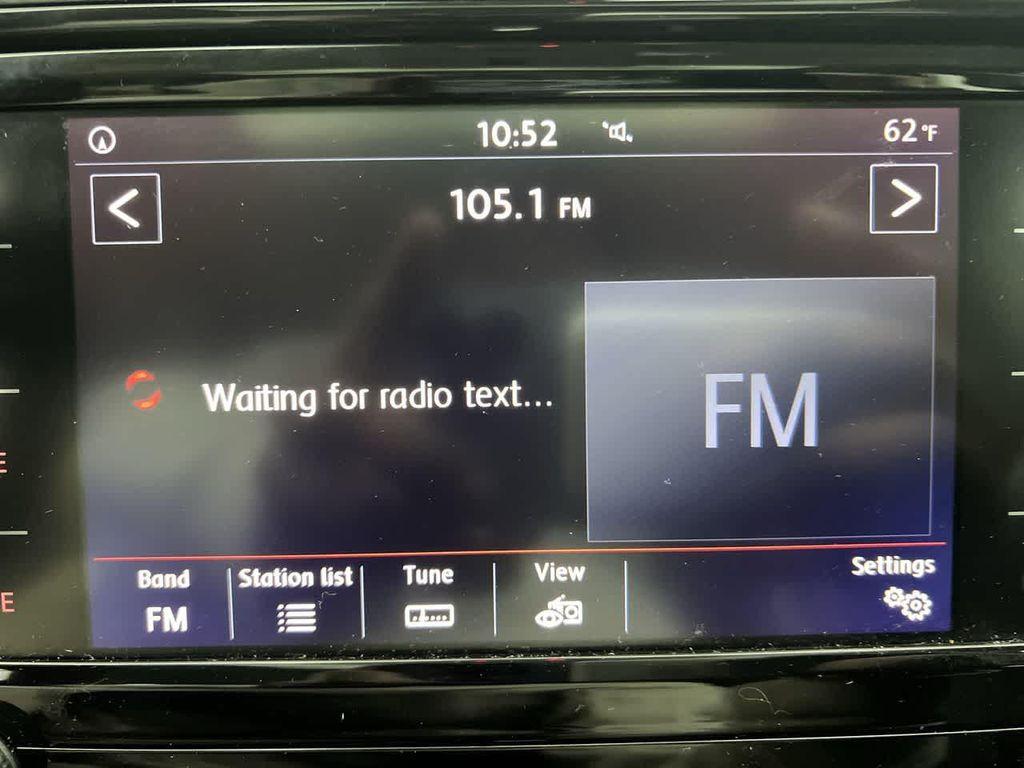 10:52 62 °F
105.1 FM
Waiting for radio text...
FM
Band Station list Tune View Settings
FM
E
E